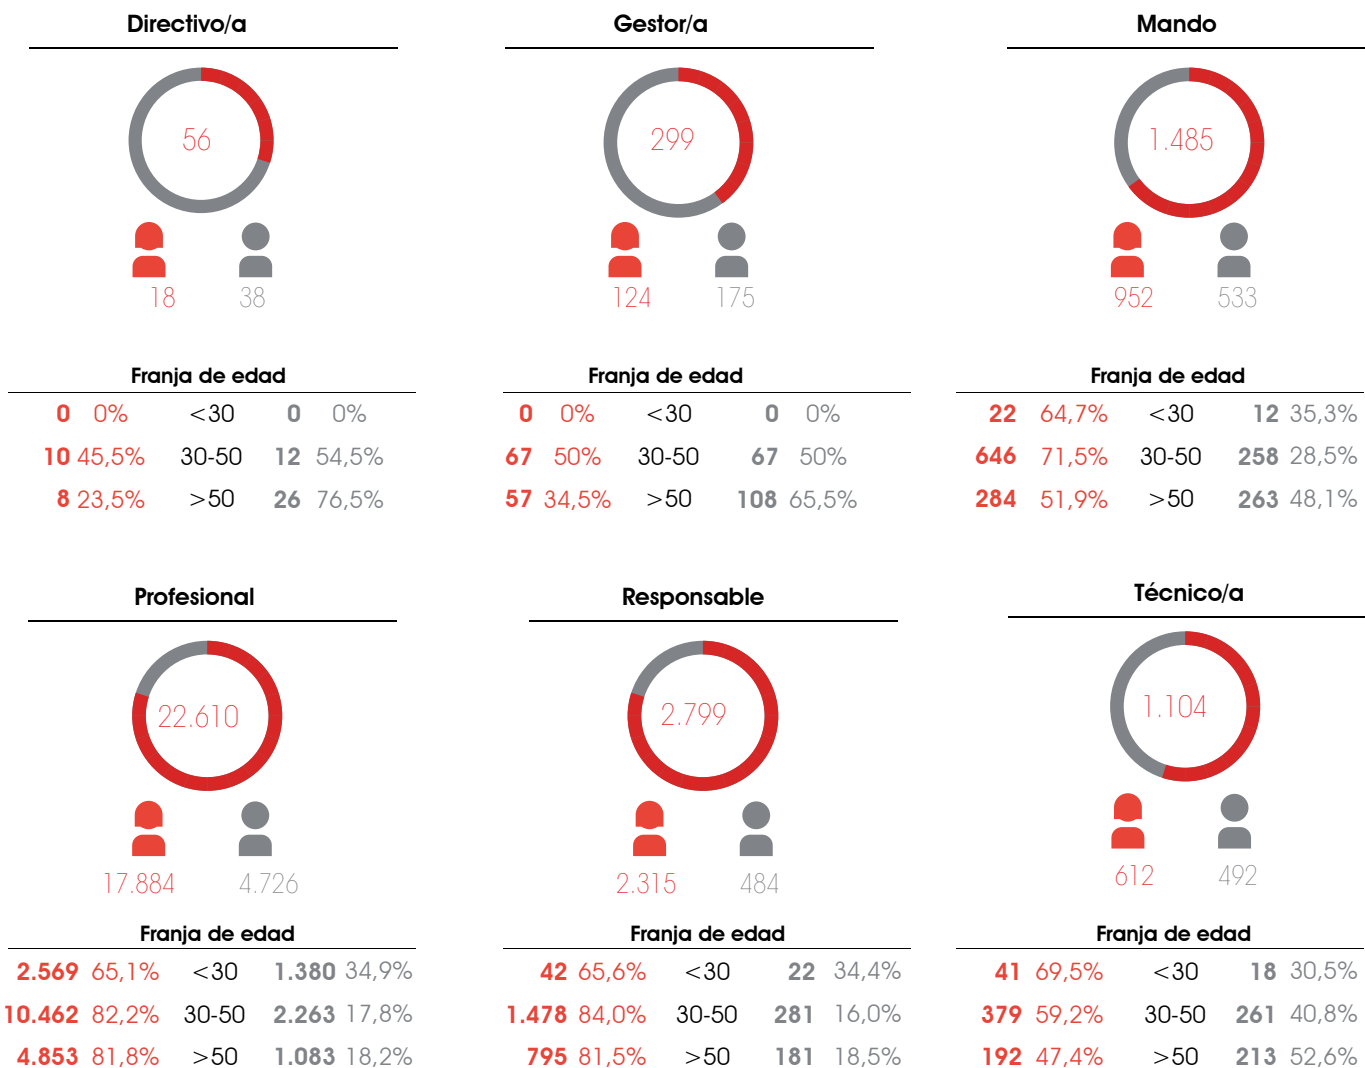 Directivo/a
56
18 38
Franja de edad
0 0% <30 0 0%
10 45,5% 30-50 12 54,5%
8 23,5% >50 26 76,5%
Gestor/a
299
124 175
Franja de edad
0 0% <30 0 0%
67 50% 30-50 67 50%
57 34,5% >50 108 65,5%
Mando
1.485
952 533
Franja de edad
22 64,7% <30 12 35,3%
646 71,5% 30-50 258 28,5%
284 51,9% >50 263 48,1%
Profesional
22.610
17.884 4.726
Franja de edad
2.569 65,1% <30 1.380 34,9%
10.462 82,2% 30-50 2.263 17,8%
4.853 81,8% >50 1.083 18,2%
Responsable
2.799
2.315 484
Franja de edad
42 65,6% <30 22 34,4%
1.478 84,0% 30-50 281 16,0%
795 81,5% >50 181 18,5%
Técnico/a
1.104
612 492
Franja de edad
41 69,5% <30 18 30,5%
379 59,2% 30-50 261 40,8%
192 47,4% >50 213 52,6%